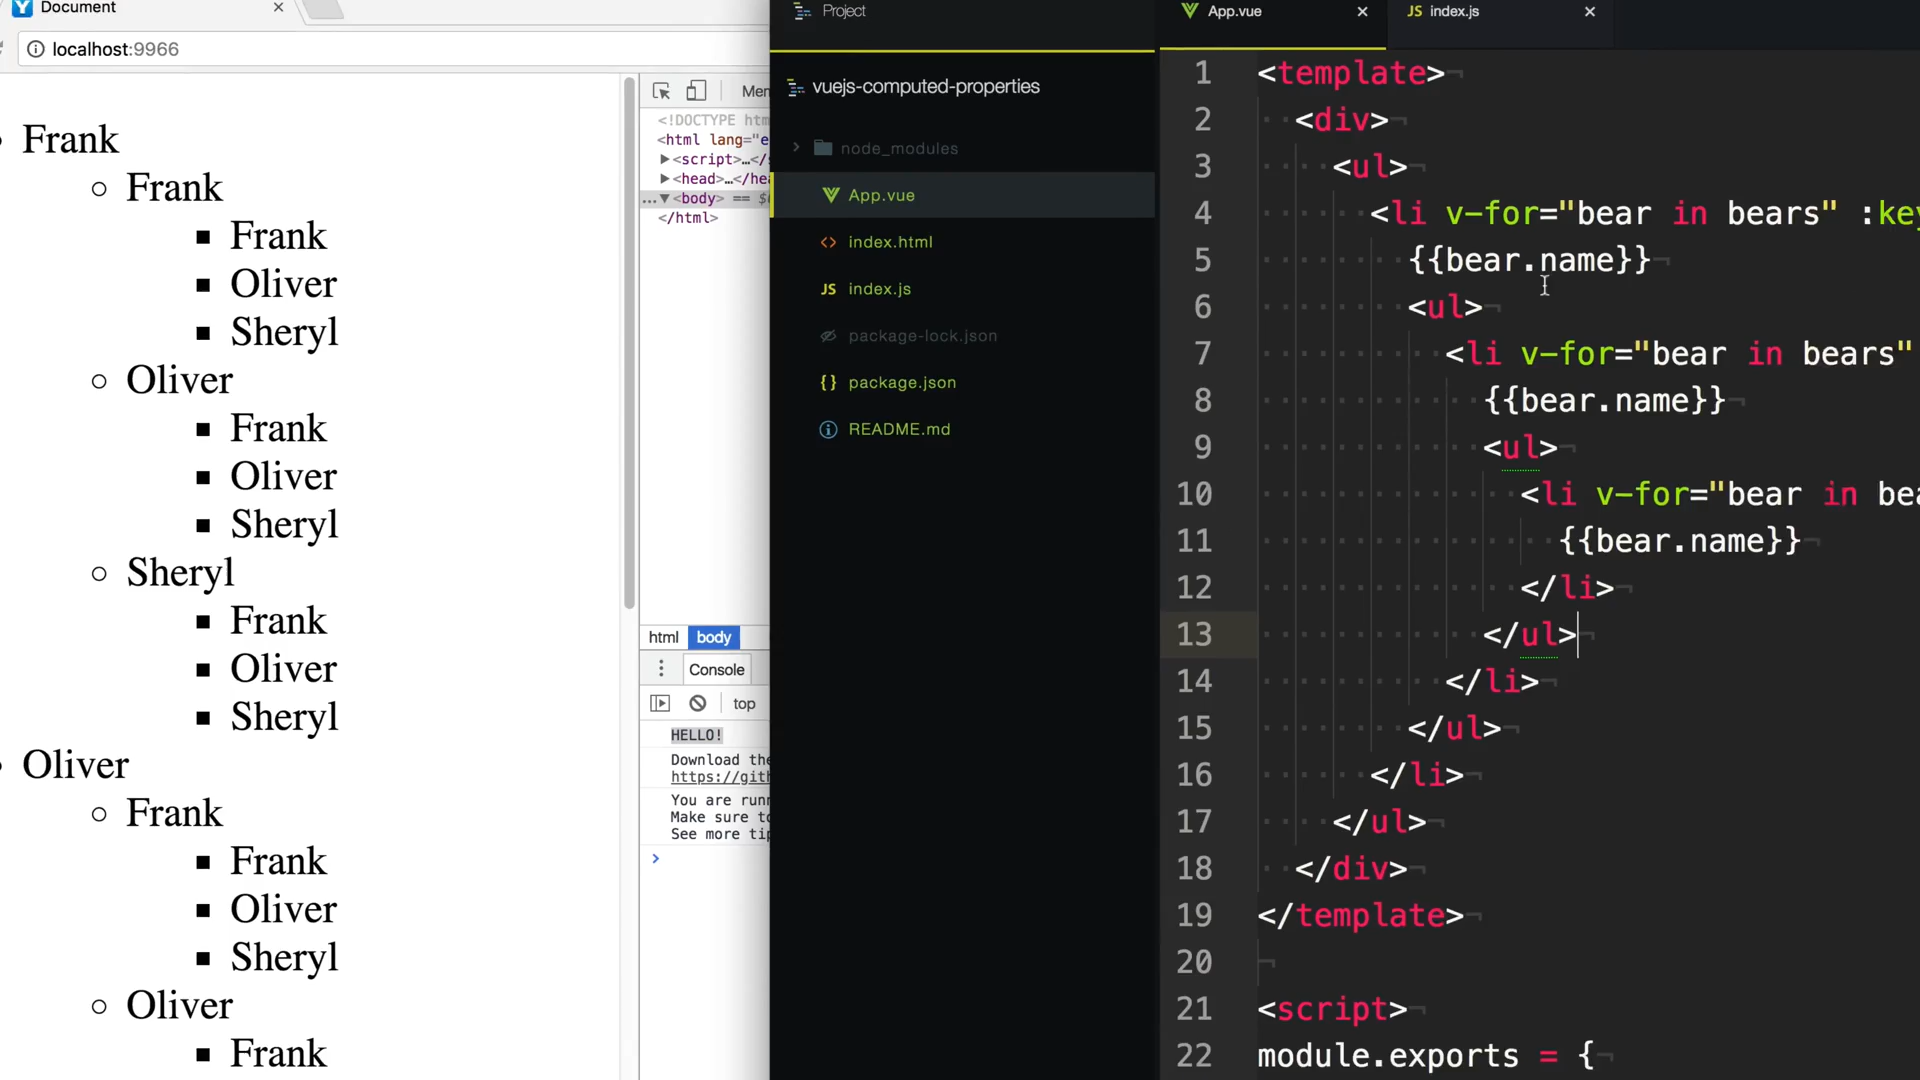 Document
localhost:9966
Frank
Frank
Frank
Oliver
Sheryl
Oliver
Frank
Oliver
Sheryl
Sheryl
Frank
Oliver
Sheryl
Oliver
Frank
Frank
Oliver
Sheryl
Oliver
Frank
<!DOCTYPE htm
<html lang="e
<script>…</s
<head>…</hea
<body> == $
</html>
html body
Console
top
HELLO!
Download the
https://gith
You are runn
Make sure to
See more tip
Project
vuejs-computed-properties
node_modules
App.vue
index.html
JS index.js
package-lock.json
{} package.json
README.md
App.vue
JS index.js
1 <template>
2 <div>
3 <ul>
4 <li v-for="bear in bears" :key
5 {{bear.name}}
6 <ul>
7 <li v-for="bear in bears"
8 {{bear.name}}
9 <ul>
10 <li v-for="bear in bea
11 {{bear.name}}
12 </li>
13 </ul>
14 </li>
15 </ul>
16 </li>
17 </ul>
18 </div>
19 </template>
20
21 <script>
22 module.exports = {